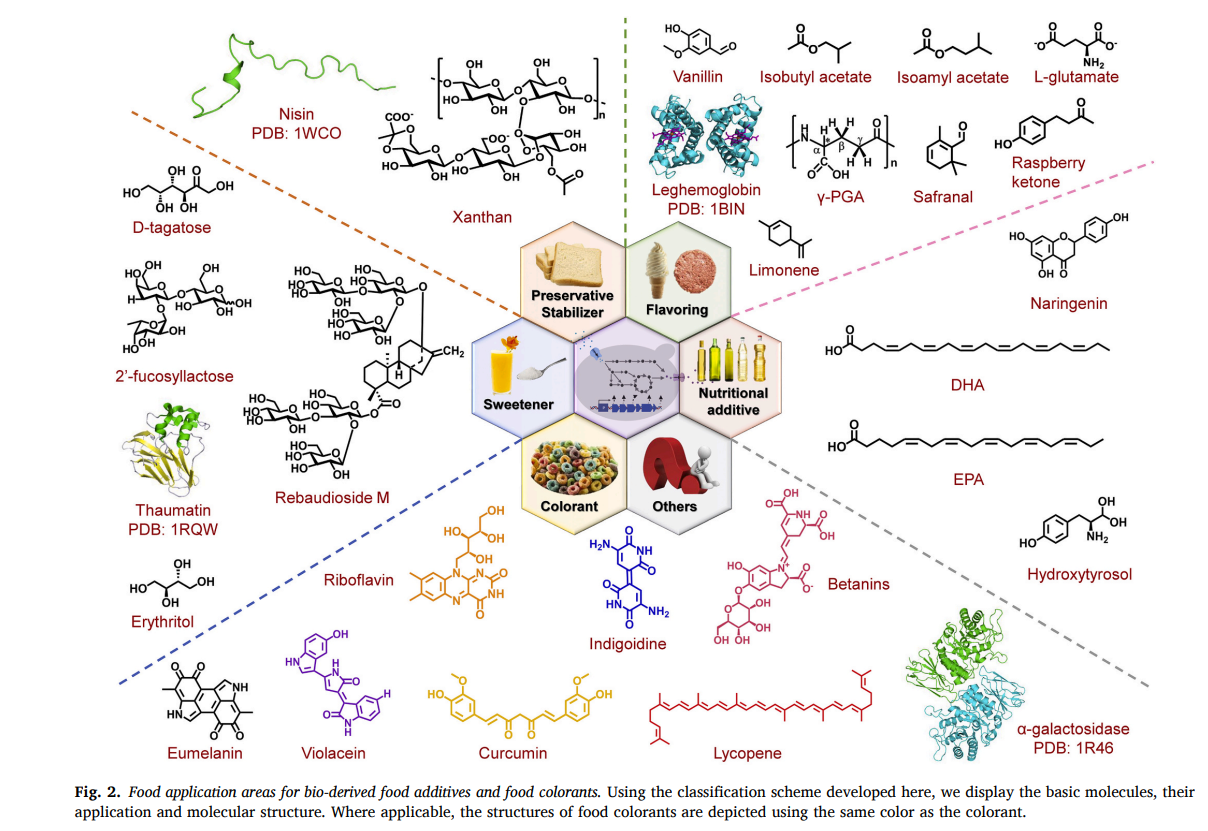 Nisin
PDB: 1WCO
Xanthan
Vanillin
Isobutyl acetate
Isoamyl acetate
L-glutamate
Leghemoglobin
PDB: 1BIN
γ-PGA
Safranal
Raspberry
ketone
Limonene
D-tagatose
2'-fucosyllactose
Thaumatin
PDB: 1RQW
Rebaudioside M
Erythritol
Preservative
Stabilizer
Flavoring
Sweetener
Nutritional
additive
Colorant
Others
Naringenin
DHA
EPA
Hydroxytyrosol
Riboflavin
Indigoidine
Betanins
Eumelanin
Violacein
Curcumin
Lycopene
α-galactosidase
PDB: 1R46
Fig. 2. Food application areas for bio-derived food additives and food colorants. Using the classification scheme developed here, we display the basic molecules, their
application and molecular structure. Where applicable, the structures of food colorants are depicted using the same color as the colorant.